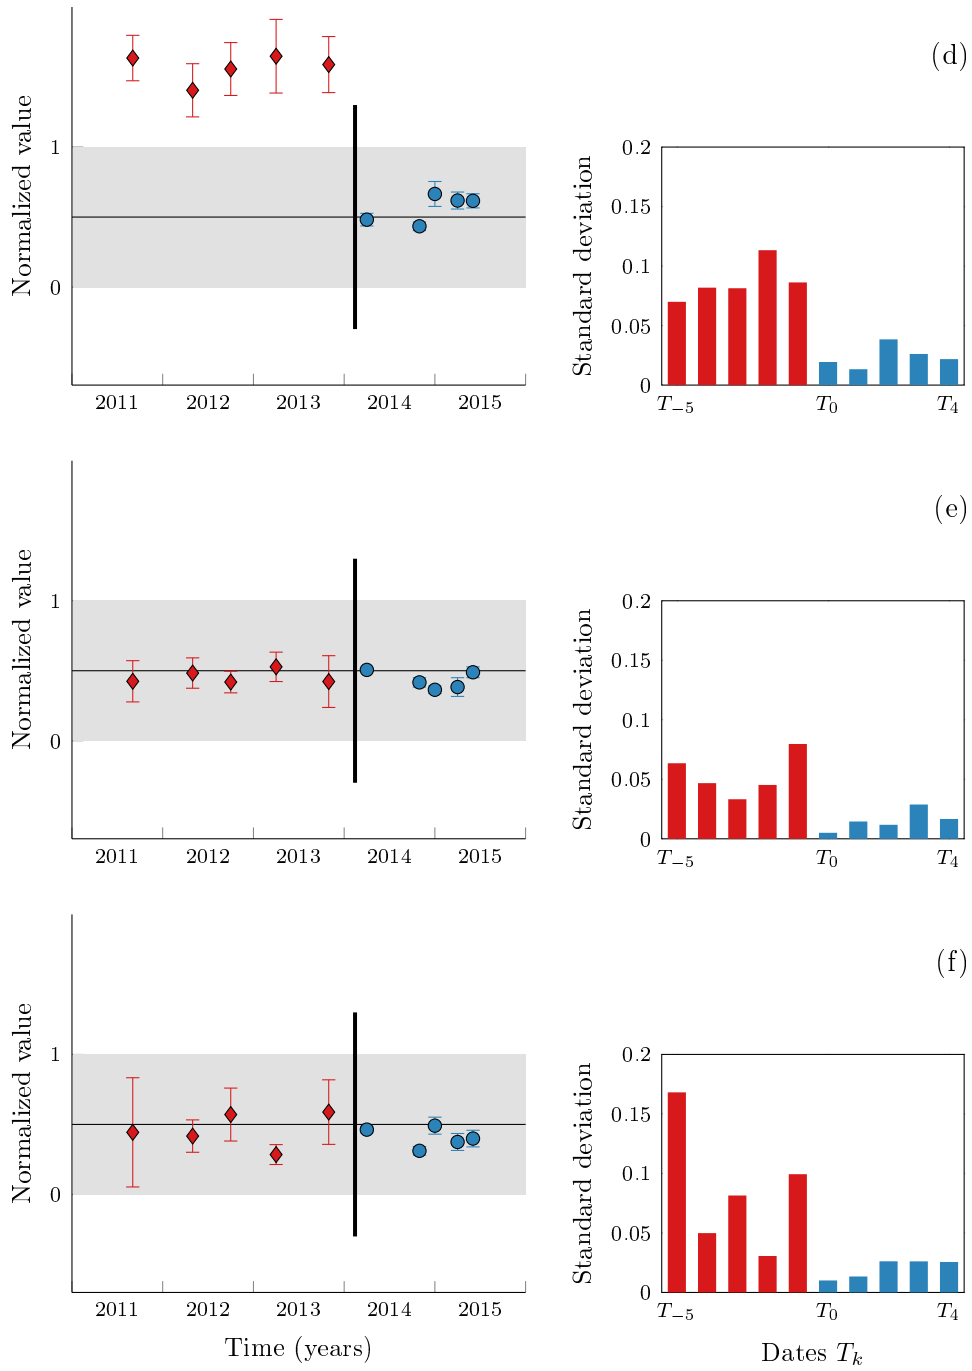 (d)
Normalized value
1
0
2011 2012 2013 2014 2015
Standard deviation
0.2
0.15
0.1
0.05
0
T₋₅ T₀ T₄
(e)
Normalized value
1
0
2011 2012 2013 2014 2015
Standard deviation
0.2
0.15
0.1
0.05
0
T₋₅ T₀ T₄
(f)
Normalized value
1
0
2011 2012 2013 2014 2015
Time (years)
Standard deviation
0.2
0.15
0.1
0.05
0
T₋₅ T₀ T₄
Dates Tₖ